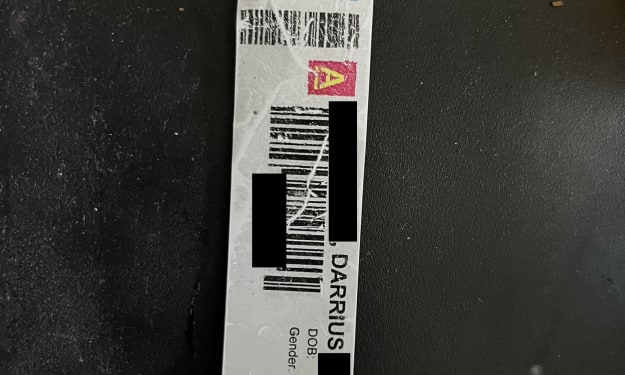 A
, DARRIUS
DOB:
Gender: